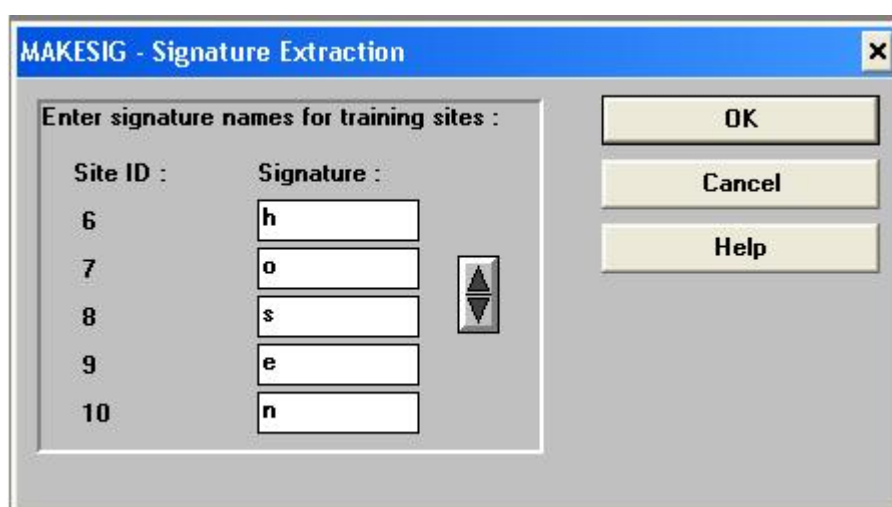 MAKESIG - Signature Extraction
Enter signature names for training sites :
OK
Site ID : Signature :
Cancel
6 h
Help
7 o
8 s
9 e
10 n